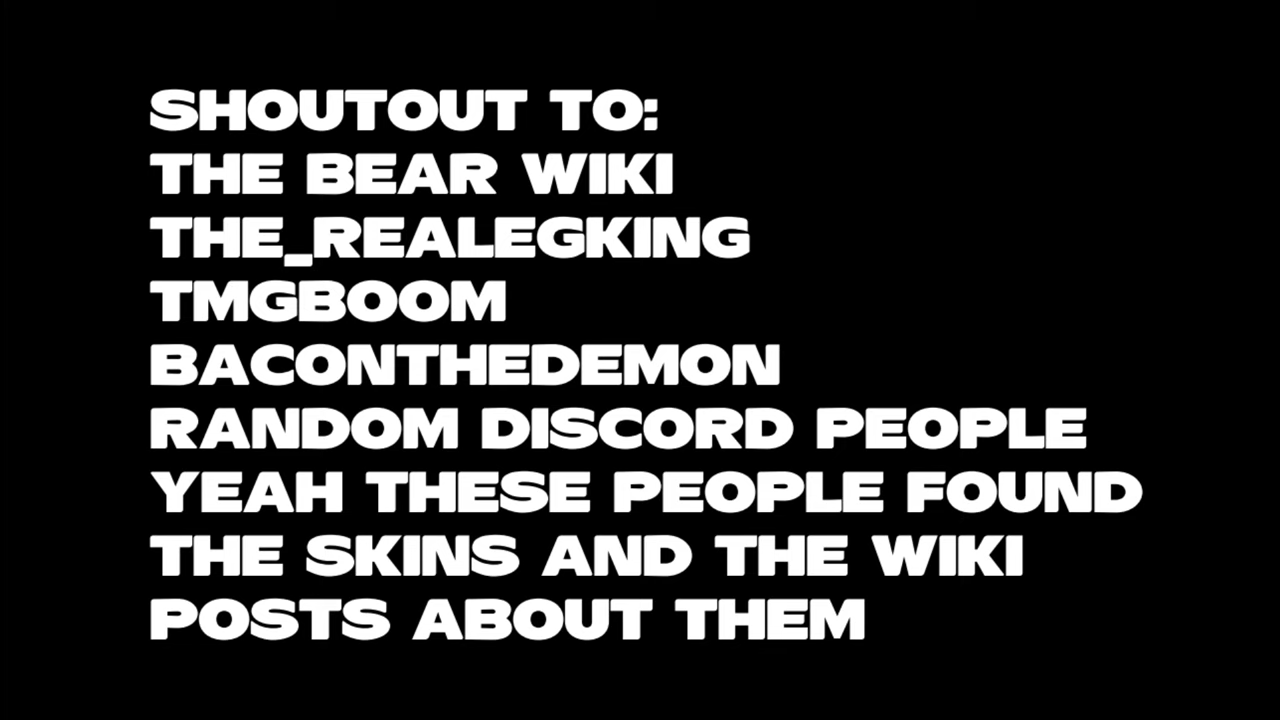 SHOUTOUT TO:
THE BEAR WIKI
THE_REALEGKING
TMGBOOM
BACONTHEDEMON
RANDOM DISCORD PEOPLE
YEAH THESE PEOPLE FOUND
THE SKINS AND THE WIKI
POSTS ABOUT THEM